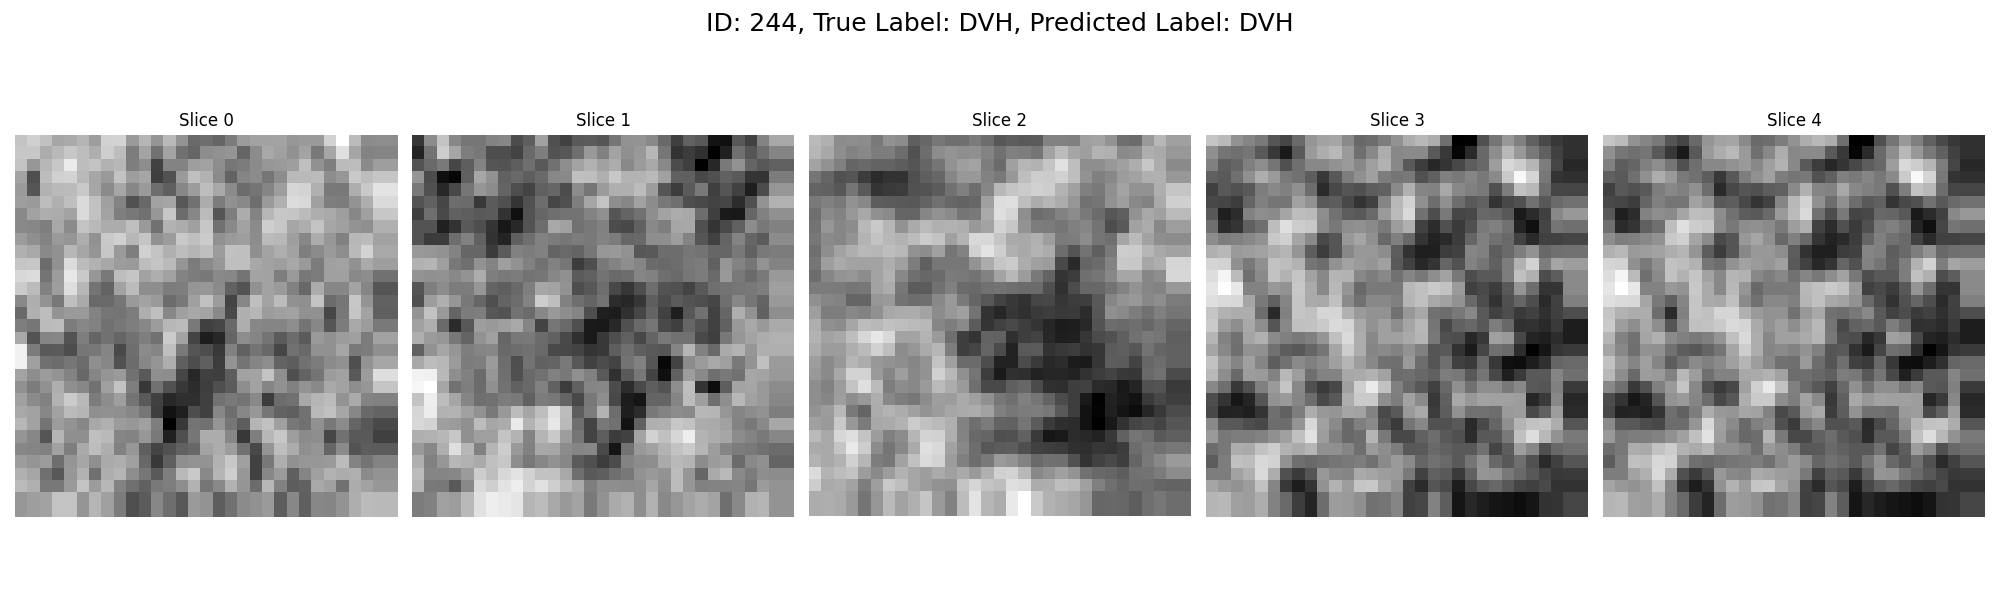 ID: 244, True Label: DVH, Predicted Label: DVH
Slice 0
Slice 1
Slice 2
Slice 3
Slice 4